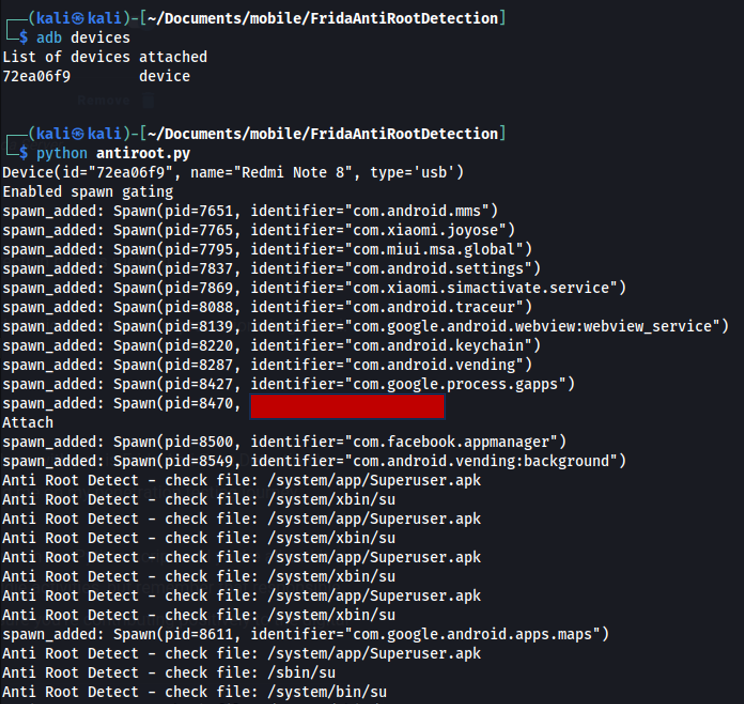 ┌──(kali㉿kali)-[~/Documents/mobile/FridaAntiRootDetection]
└─$ adb devices
List of devices attached
72ea06f9        device
┌──(kali㉿kali)-[~/Documents/mobile/FridaAntiRootDetection]
└─$ python antiroot.py
Device(id="72ea06f9", name="Redmi Note 8", type='usb')
Enabled spawn gating
spawn_added: Spawn(pid=7651, identifier="com.android.mms")
spawn_added: Spawn(pid=7765, identifier="com.xiaomi.joyose")
spawn_added: Spawn(pid=7795, identifier="com.miui.msa.global")
spawn_added: Spawn(pid=7837, identifier="com.android.settings")
spawn_added: Spawn(pid=7869, identifier="com.xiaomi.simactivate.service")
spawn_added: Spawn(pid=8088, identifier="com.android.traceur")
spawn_added: Spawn(pid=8139, identifier="com.google.android.webview:webview_service")
spawn_added: Spawn(pid=8220, identifier="com.android.keychain")
spawn_added: Spawn(pid=8287, identifier="com.android.vending")
spawn_added: Spawn(pid=8427, identifier="com.google.process.gapps")
spawn_added: Spawn(pid=8470,
Attach
spawn_added: Spawn(pid=8500, identifier="com.facebook.appmanager")
spawn_added: Spawn(pid=8549, identifier="com.android.vending:background")
Anti Root Detect - check file: /system/app/Superuser.apk
Anti Root Detect - check file: /system/xbin/su
Anti Root Detect - check file: /system/app/Superuser.apk
Anti Root Detect - check file: /system/xbin/su
Anti Root Detect - check file: /system/app/Superuser.apk
Anti Root Detect - check file: /system/xbin/su
Anti Root Detect - check file: /system/app/Superuser.apk
Anti Root Detect - check file: /system/xbin/su
spawn_added: Spawn(pid=8611, identifier="com.google.android.apps.maps")
Anti Root Detect - check file: /system/app/Superuser.apk
Anti Root Detect - check file: /sbin/su
Anti Root Detect - check file: /system/bin/su